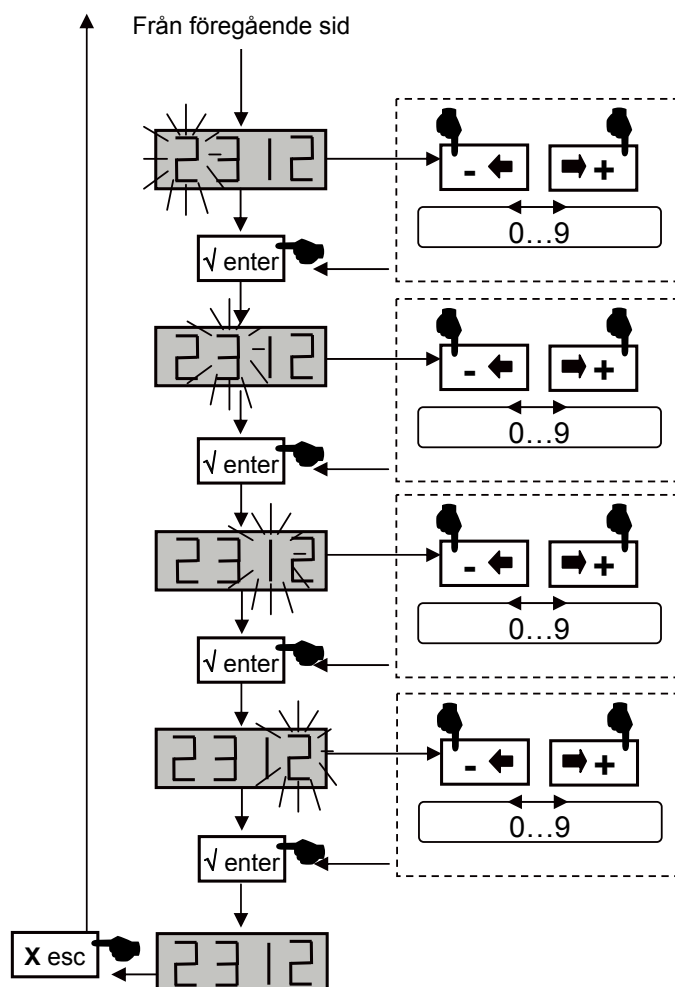 Från föregående sid
2312
- +
0...9
√ enter
2312
- +
0...9
√ enter
2312
- +
0...9
√ enter
2312
- +
0...9
√ enter
X esc
2312